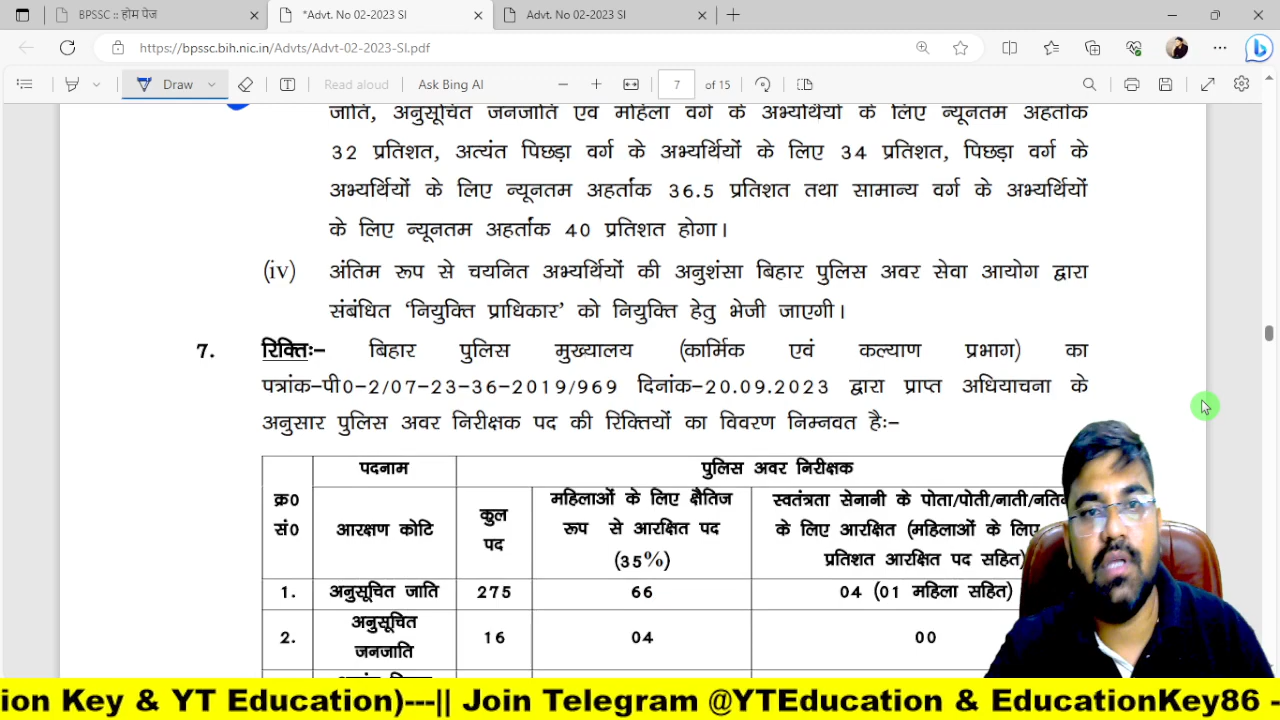 BPSSC :: होम पेज
*Advt. No 02-2023 SI
Advt. No 02-2023 SI
https://bpssc.bih.nic.in/Advts/Advt-02-2023-SI.pdf
Draw
Read aloud
Ask Bing AI
7
of 15
जाति, अनुसूचित जनजाति एवं महिला वर्ग के अभ्यर्थियों के लिए न्यूनतम अहर्तांक
32 प्रतिशत, अत्यंत पिछड़ा वर्ग के अभ्यर्थियों के लिए 34 प्रतिशत, पिछड़ा वर्ग के
अभ्यर्थियों के लिए न्यूनतम अहर्तांक 36.5 प्रतिशत तथा सामान्य वर्ग के अभ्यर्थियों
के लिए न्यूनतम अहर्तांक 40 प्रतिशत होगा।
(iv) अंतिम रूप से चयनित अभ्यर्थियों की अनुशंसा बिहार पुलिस अवर सेवा आयोग द्वारा
संबंधित ‘नियुक्ति प्राधिकार’ को नियुक्ति हेतु भेजी जाएगी।
7. रिक्तिः– बिहार पुलिस मुख्यालय (कार्मिक एवं कल्याण प्रभाग) का
पत्रांक–पी0–2/07–23–36–2019/969 दिनांक–20.09.2023 द्वारा प्राप्त अधियाचना के
अनुसार पुलिस अवर निरीक्षक पद की रिक्तियों का विवरण निम्नवत हैः–
क्र0
सं0
पदनाम
पुलिस अवर निरीक्षक
आरक्षण कोटि
कुल
पद
महिलाओं के लिए क्षैतिज
रूप से आरक्षित पद
(35%)
स्वतंत्रता सेनानी के पोता/पोती/नाती/नतिन
के लिए आरक्षित (महिलाओं के लिए
प्रतिशत आरक्षित पद सहित)
1. अनुसूचित जाति 275 66 04 (01 महिला सहित)
2. अनुसूचित
जनजाति
16 04 00
ion Key & YT Education)---|| Join Telegram @YTEducation & EducationKey86 -